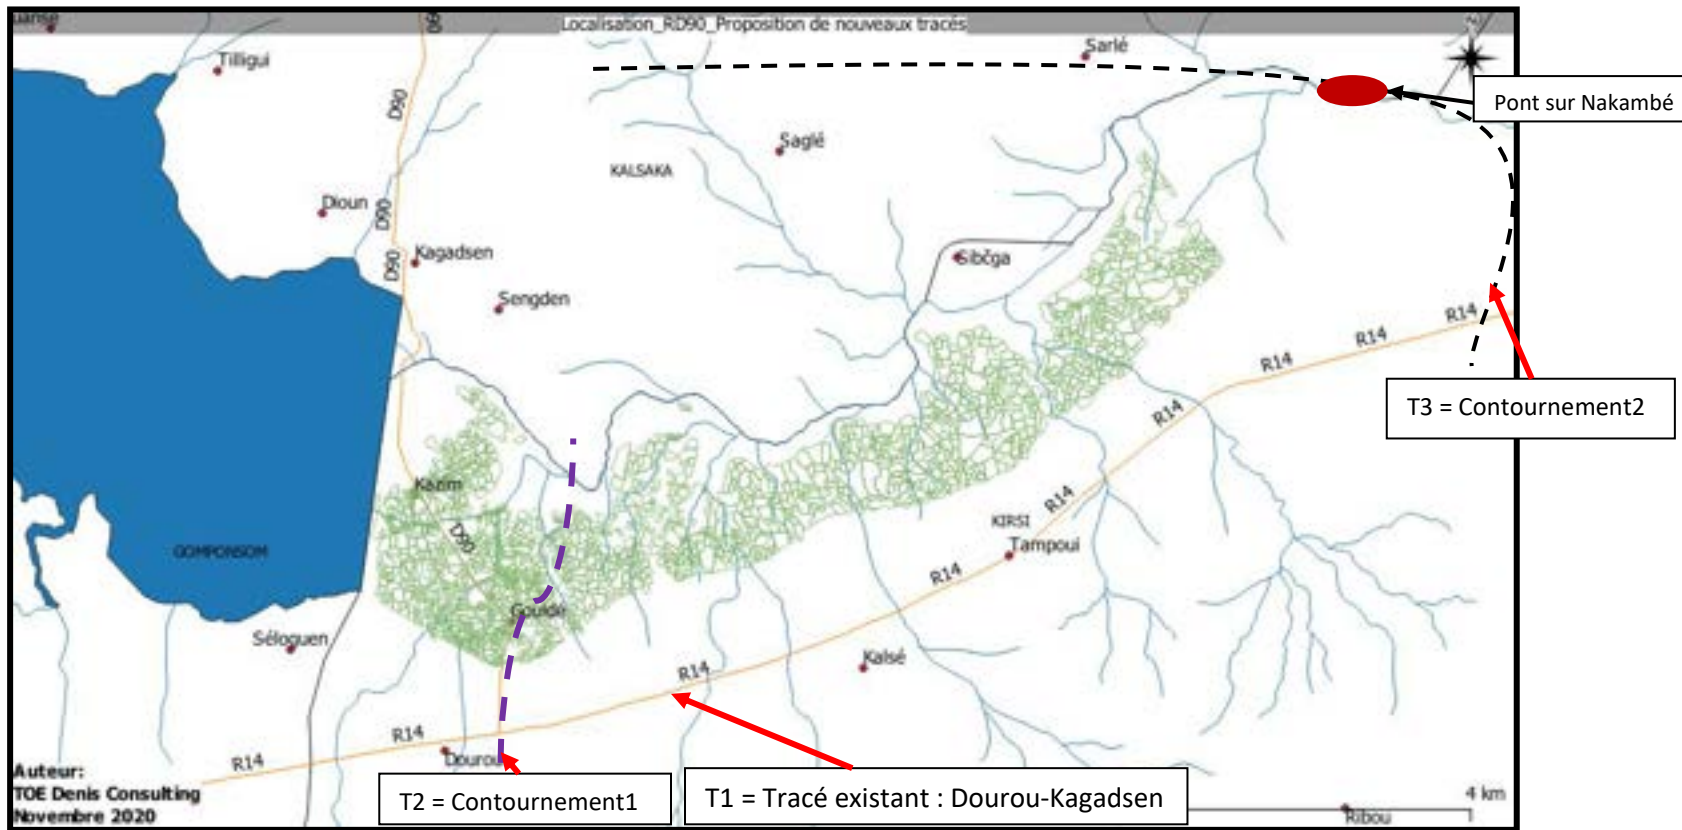 Localisation_RD90_Proposition de nouveaux tracés
Tilligui
Sarlé
Pont sur Nakambé
D90
Saglé
KALSAKA
Dioun
D90
Kagadsen
D90
Sibčga
Sengden
R14
R14
R14
T3 = Contournement2
R14
Kazim
R14
D90
KIRSI
GOMPONSOM
Tampoui
R14
Gouldé
Séloguen
Kalsé
R14
R14
R14
Dourou
Auteur:
TOE Denis Consulting
Novembre 2020
T2 = Contournement1
T1 = Tracé existant : Dourou-Kagadsen
4 km
Ribou